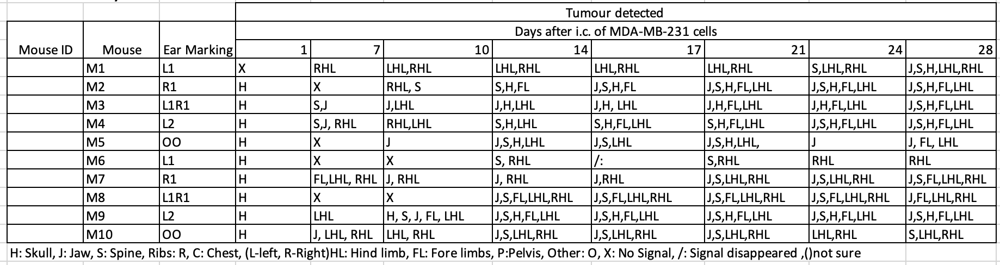 Tumour detected
Days after i.c. of MDA-MB-231 cells
Mouse ID Mouse Ear Marking 1 7 10 14 17 21 24 28
M1 L1 X RHL LHL,RHL LHL,RHL LHL,RHL LHL,RHL S,LHL,RHL J,S,H,LHL,RHL
M2 R1 H X RHL, S S,H,FL J,S,H,FL J,S,H,FL,LHL J,S,H,FL,LHL J,S,H,FL,LHL
M3 L1R1 H S,J J,LHL J,H,LHL J,H, LHL J,H,FL,LHL J,H,FL,LHL J,S,H,FL,LHL
M4 L2 H S,J, RHL RHL,LHL S,H,LHL S,H,FL,LHL S,H,FL,LHL J,S,H,FL,LHL J,S,H,FL,LHL
M5 OO H X J J,S,H,LHL J,S,LHL J,S,H,LHL, J J, FL, LHL
M6 L1 H X X S, RHL /: S,RHL RHL RHL
M7 R1 H FL,LHL, RHL J, RHL J, RHL J,RHL J,S,LHL,RHL J,S,LHL,RHL J,S,FL,LHL,RHL
M8 L1R1 H X X J,S,FL,LHL,RHL J,S,FL,LHL,RHL J,S,FL,LHL,RHL J,S,FL,LHL,RHL J,FL,LHL,RHL
M9 L2 H LHL H, S, J, FL, LHL J,S,H,FL,LHL J,S,H,FL,LHL J,S,H,FL,LHL J,S,H,FL,LHL J,S,H,FL,LHL
M10 OO H J, LHL, RHL LHL, RHL J,S,LHL,RHL J,S,LHL,RHL J,S,LHL,RHL LHL,RHL S,LHL,RHL
H: Skull, J: Jaw, S: Spine, Ribs: R, C: Chest, (L-left, R-Right)HL: Hind limb, FL: Fore limbs, P:Pelvis, Other: O, X: No Signal, /: Signal disappeared ,()not sure